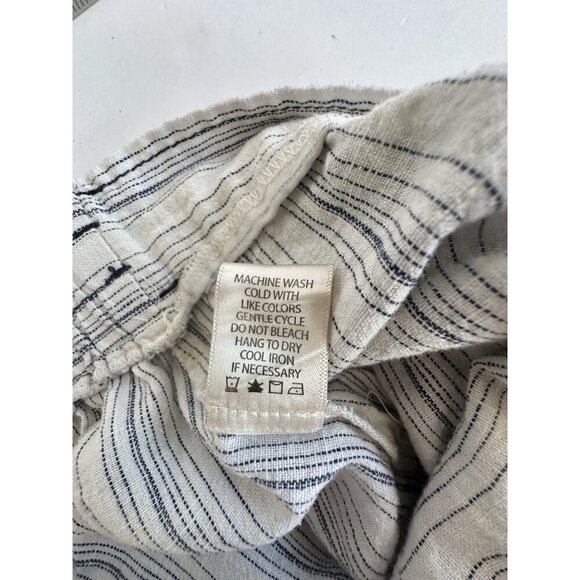 MACHINE WASH
COLD WITH
LIKE COLORS
GENTLE CYCLE
DO NOT BLEACH
HANG TO DRY
COOL IRON
IF NECESSARY